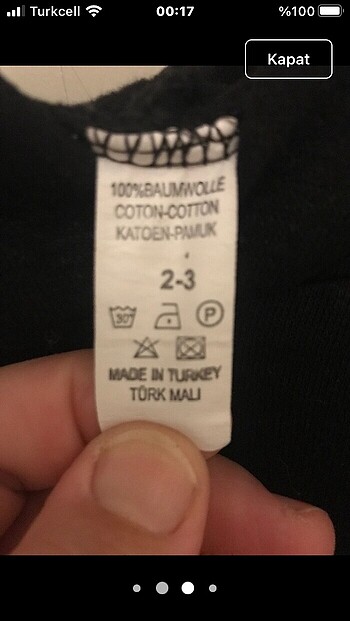 Turkcell 00:17 %100
Kapat
100%BAUMWOLLE
COTON-COTTON
KATOEN-PAMUK
2-3
30°
P
MADE IN TURKEY
TÜRK MALI